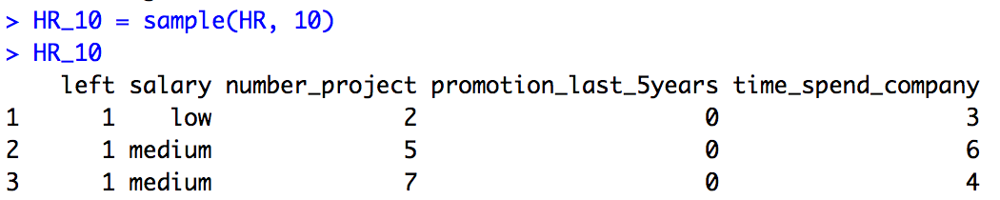 > HR_10 = sample(HR, 10)
> HR_10
left salary number_project promotion_last_5years time_spend_company
1 1 low 2 0 3
2 1 medium 5 0 6
3 1 medium 7 0 4